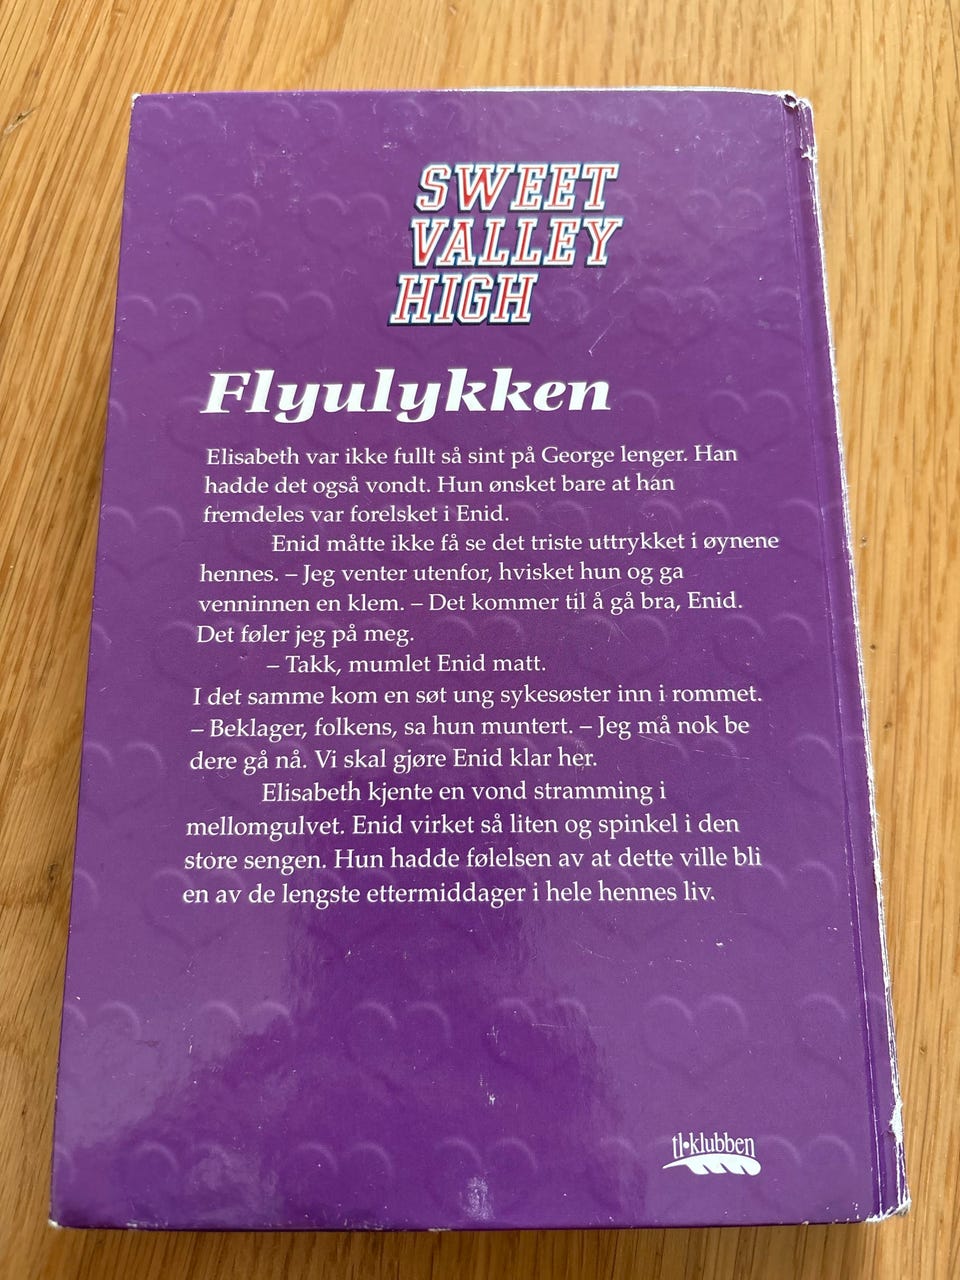 SWEET
VALLEY
HIGH
Flyulykken
Elisabeth var ikke fullt så sint på George lenger. Han
hadde det også vondt. Hun ønsket bare at han
fremdeles var forelsket i Enid.
Enid måtte ikke få se det triste uttrykket i øynene
hennes. – Jeg venter utenfor, hvisket hun og ga
venninnen en klem. – Det kommer til å gå bra, Enid.
Det føler jeg på meg.
– Takk, mumlet Enid matt.
I det samme kom en søt ung sykesøster inn i rommet.
– Beklager, folkens, sa hun muntert. – Jeg må nok be
dere gå nå. Vi skal gjøre Enid klar her.
Elisabeth kjente en vond stramming i
mellomgulvet. Enid virket så liten og spinkel i den
store sengen. Hun hadde følelsen av at dette ville bli
en av de lengste ettermiddager i hele hennes liv.
tl•klubben